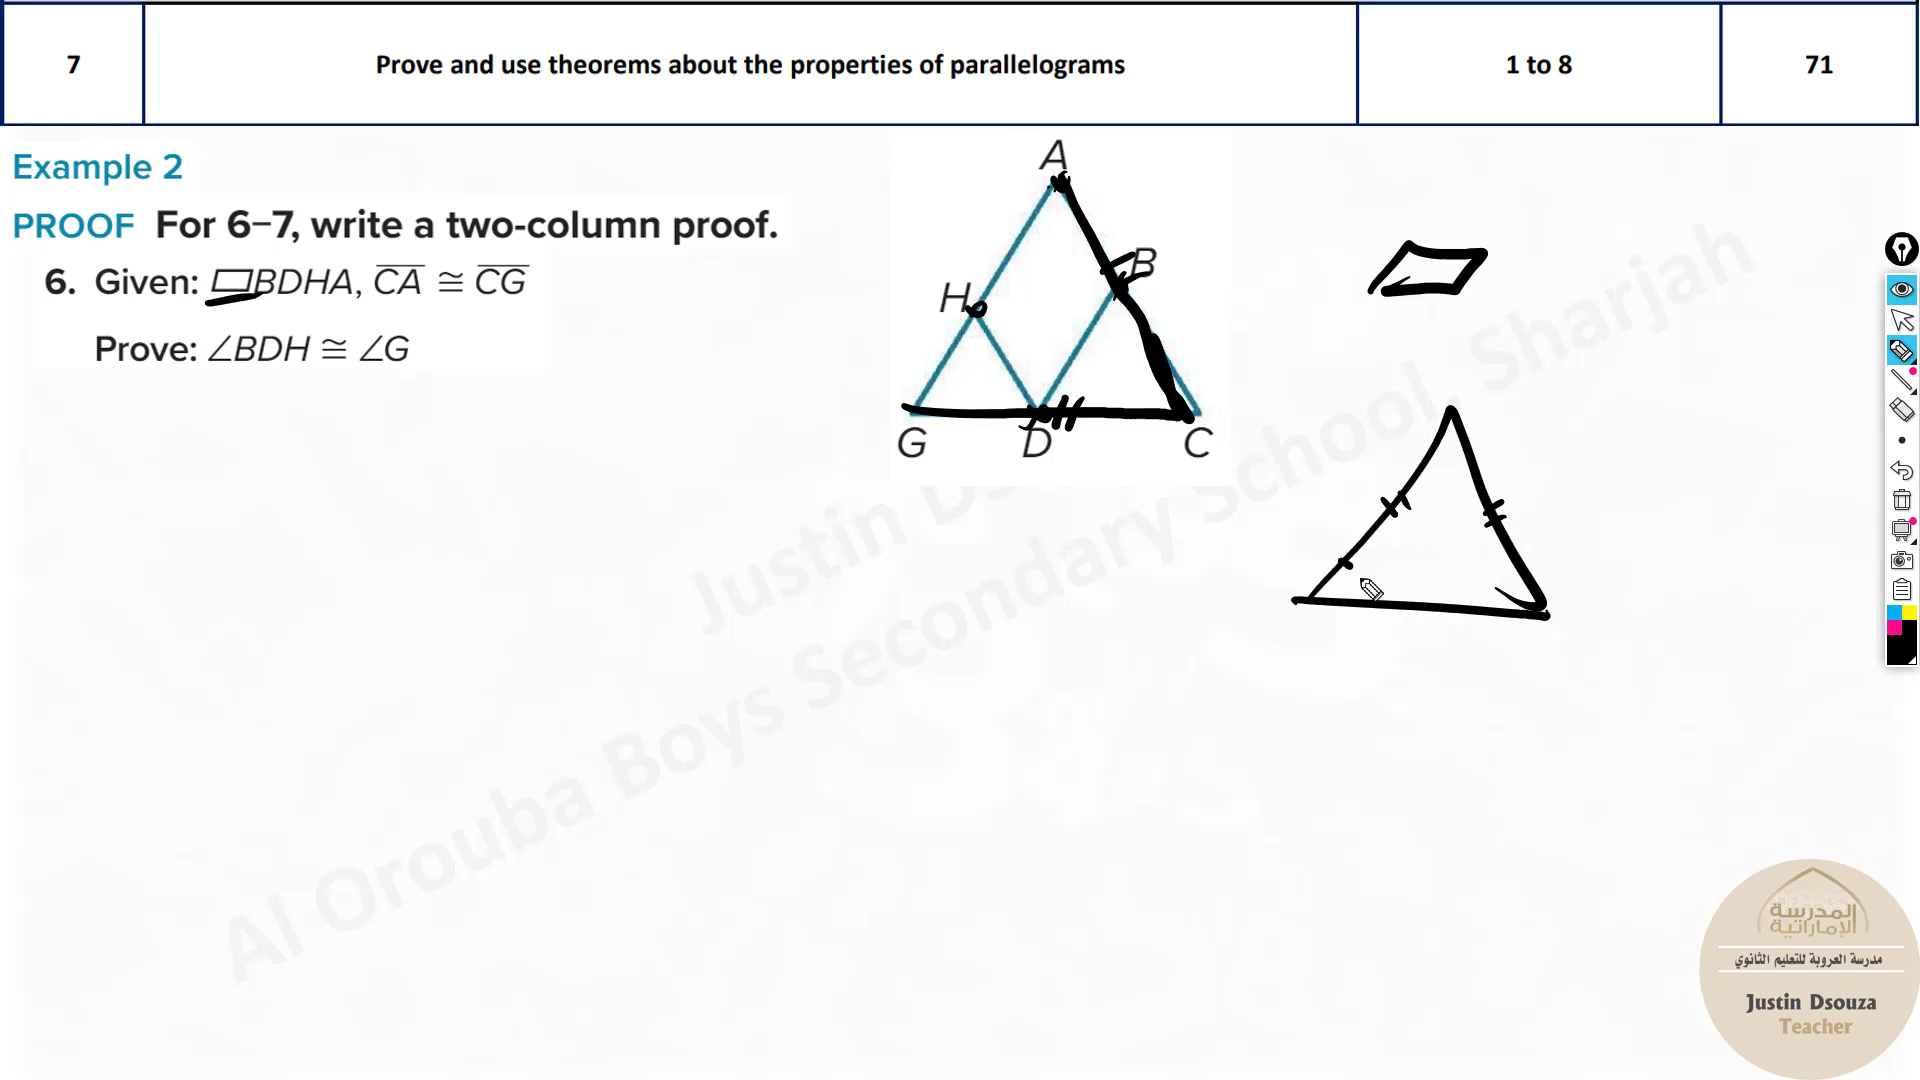 7
Prove and use theorems about the properties of parallelograms
1 to 8
71
Example 2
PROOF For 6–7, write a two-column proof.
6. Given: ▱BDHA, C͞A͞ ≅ C͞G͞
Prove: ∠BDH ≅ ∠G
A
B
H
G
D
C
Justin Ds
Al Orouba Boys Secondary School, Sharjah
المدرسة
الإماراتية
مدرسة العروبة للتعليم الثانوي
Justin Dsouza
Teacher